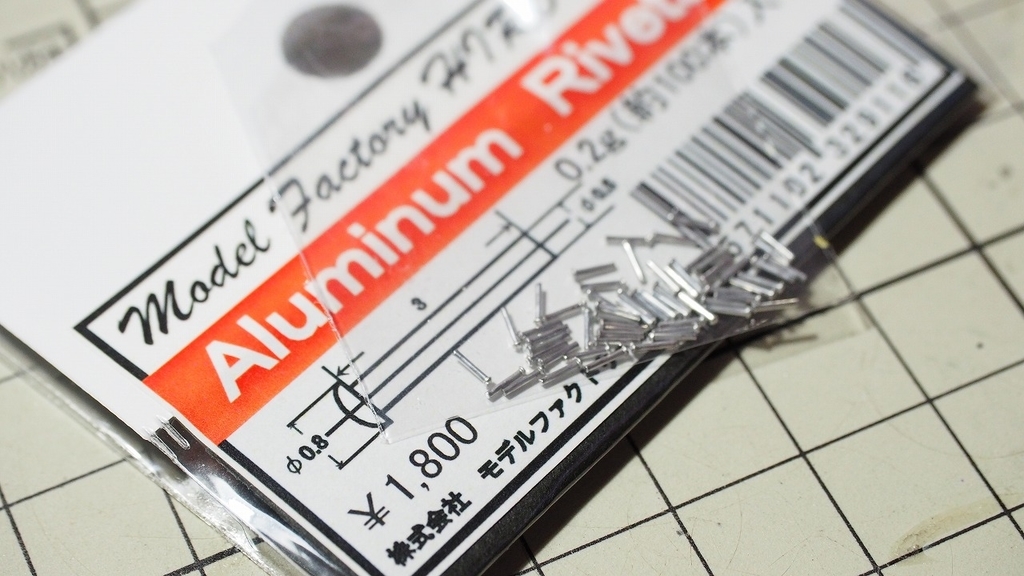 Model Factory
Aluminum Rivet
0.2g(約100本)入
3
φ0.8
¥1,800
株式会社 モデルファクト